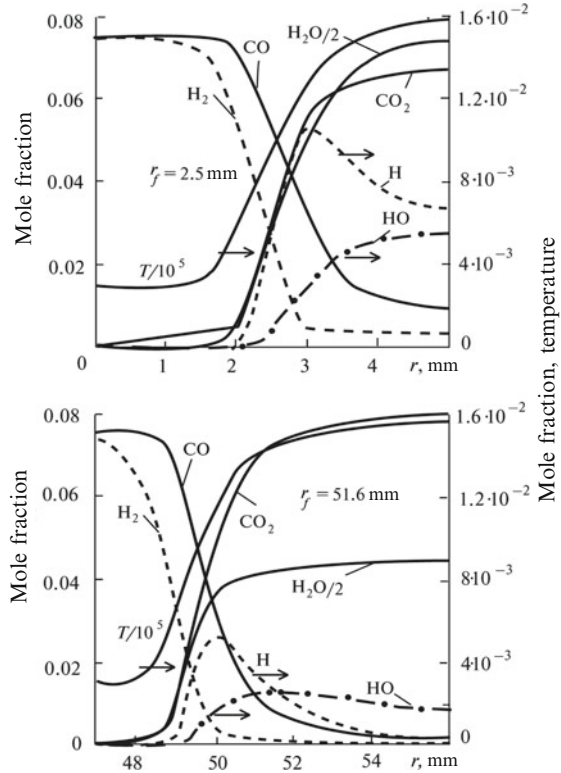 0.08
1.6·10⁻²
H₂O/2
CO
0.06
H₂
CO₂
1.2·10⁻²
Mole fraction
r_f = 2.5 mm
0.04
H
8·10⁻³
HO
0.02
T/10⁵
4·10⁻³
0
0
1
2
3
4
r, mm
Mole fraction, temperature
0.08
1.6·10⁻²
CO
r_f = 51.6 mm
0.06
H₂
CO₂
1.2·10⁻²
Mole fraction
0.04
H₂O/2
8·10⁻³
T/10⁵
0.02
H
4·10⁻³
HO
0
0
48
50
52
54
r, mm